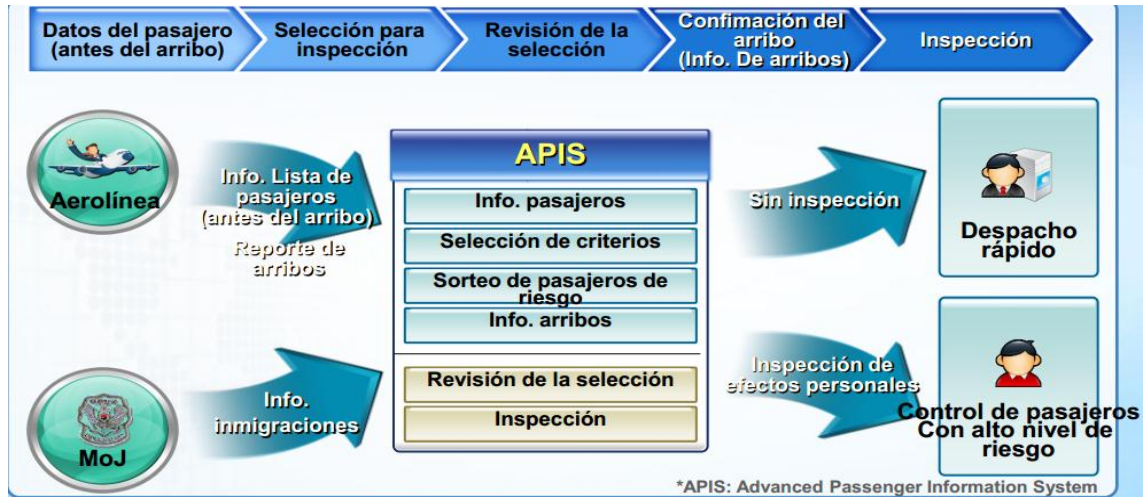 Datos del pasajero
(antes del arribo)
Selección para
inspección
Revisión de la
selección
Confimación del
arribo
(Info. De arribos)
Inspección
Aerolínea
Info. Lista de
pasajeros
(antes del arribo)
Reporte de
arribos
MoJ
Info.
inmigraciones
APIS
Info. pasajeros
Selección de criterios
Sorteo de pasajeros de
riesgo
Info. arribos
Revisión de la selección
Inspección
Sin inspección
Inspección de
efectos personales
Despacho
rápido
Control de pasajeros
Con alto nivel de
riesgo
*APIS: Advanced Passenger Information System